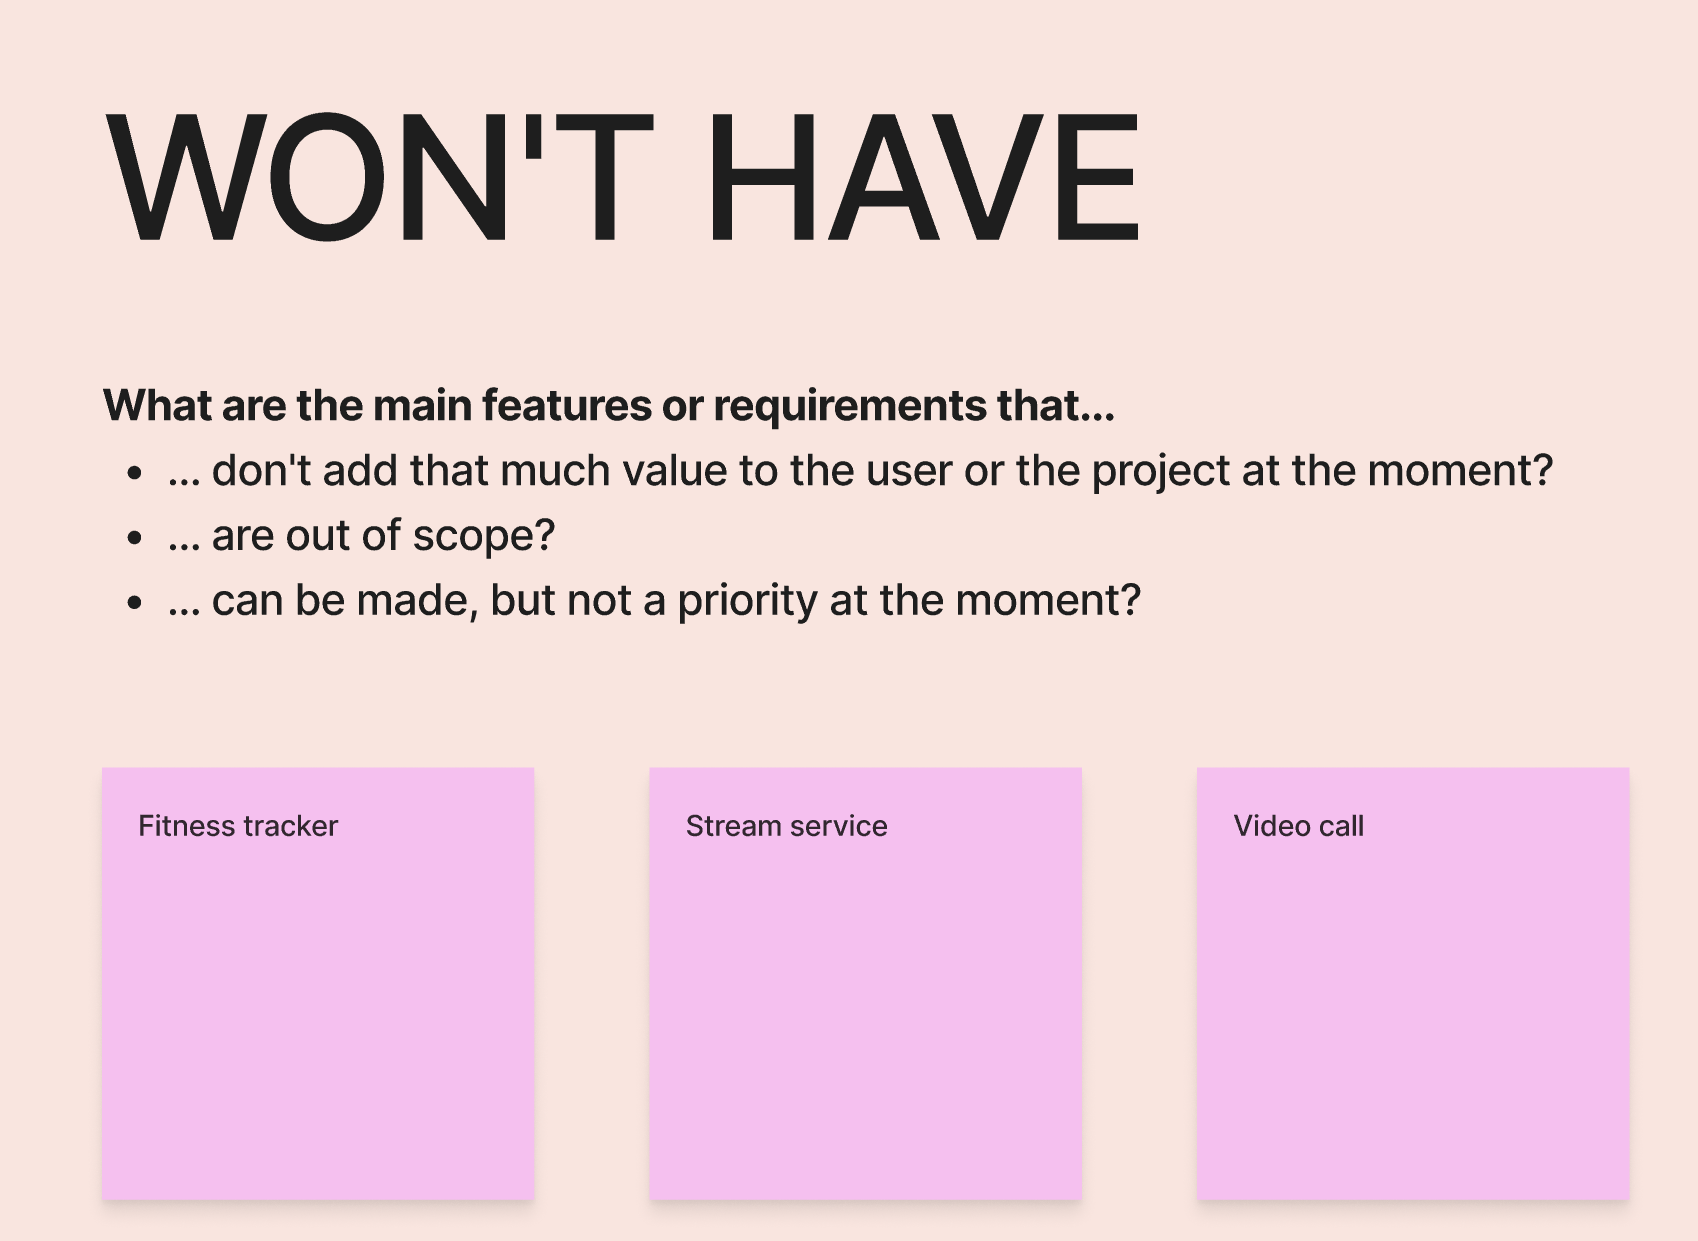 WON'T HAVE
What are the main features or requirements that...
• ... don't add that much value to the user or the project at the moment?
• ... are out of scope?
• ... can be made, but not a priority at the moment?
Fitness tracker
Stream service
Video call